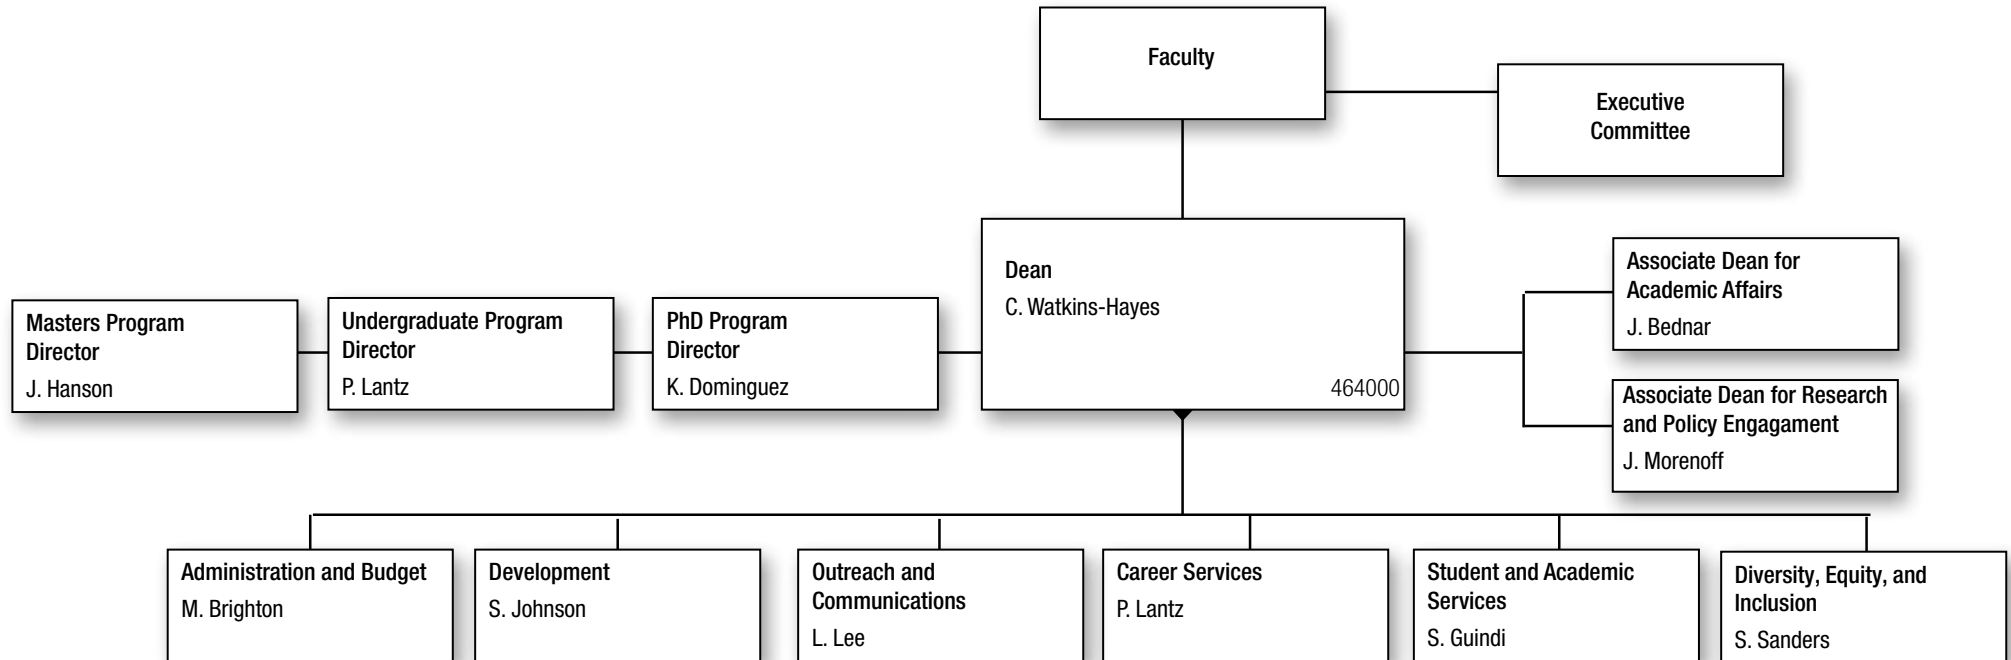 Faculty
Executive
Committee
Dean
C. Watkins-Hayes
464000
Associate Dean for
Academic Affairs
J. Bednar
Associate Dean for Research
and Policy Engagament
J. Morenoff
Masters Program
Director
J. Hanson
Undergraduate Program
Director
P. Lantz
PhD Program
Director
K. Dominguez
Administration and Budget
M. Brighton
Development
S. Johnson
Outreach and
Communications
L. Lee
Career Services
P. Lantz
Student and Academic
Services
S. Guindi
Diversity, Equity, and
Inclusion
S. Sanders